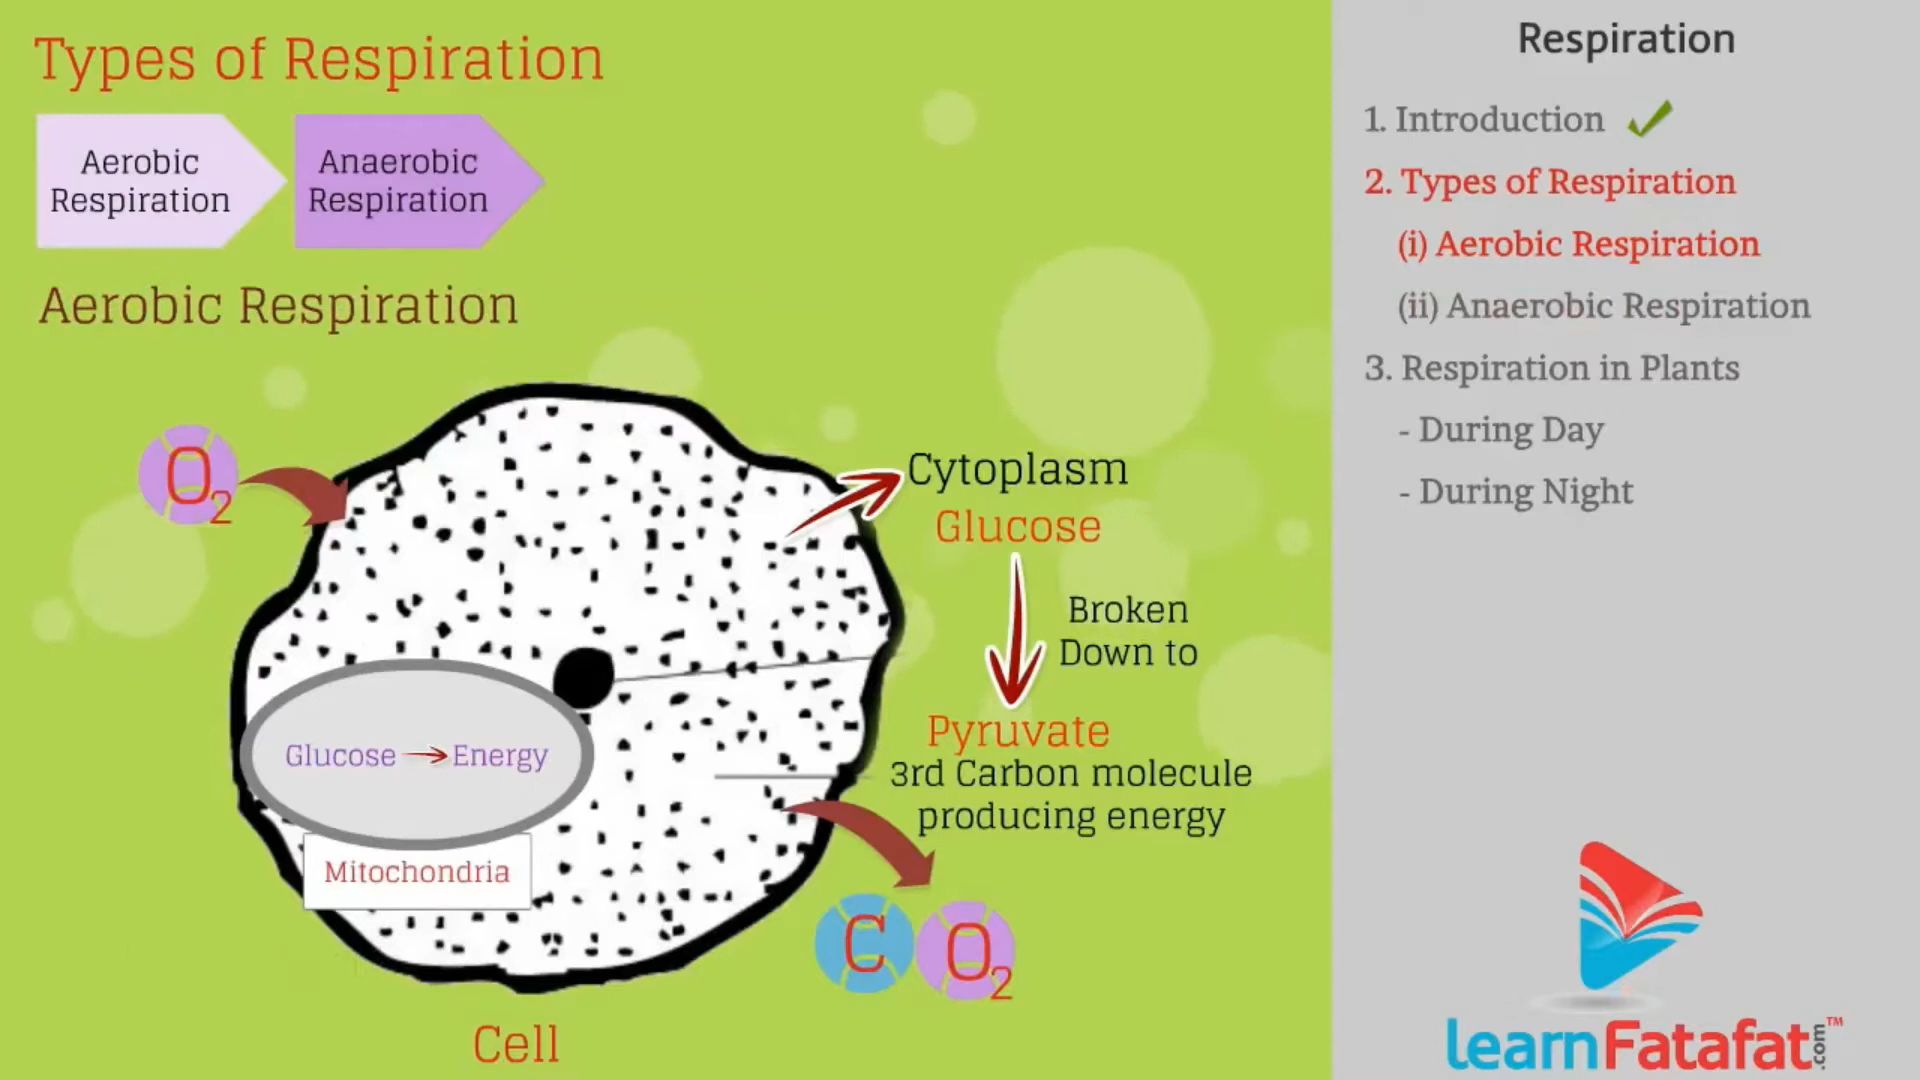 Types of Respiration
Aerobic
Respiration
Anaerobic
Respiration
Aerobic Respiration
O2
Cytoplasm
Glucose
Broken
Down to
Pyruvate
3rd Carbon molecule
producing energy
Glucose → Energy
Mitochondria
C O2
Cell
Respiration
1. Introduction
2. Types of Respiration
(i) Aerobic Respiration
(ii) Anaerobic Respiration
3. Respiration in Plants
- During Day
- During Night
learnFatafat.com™